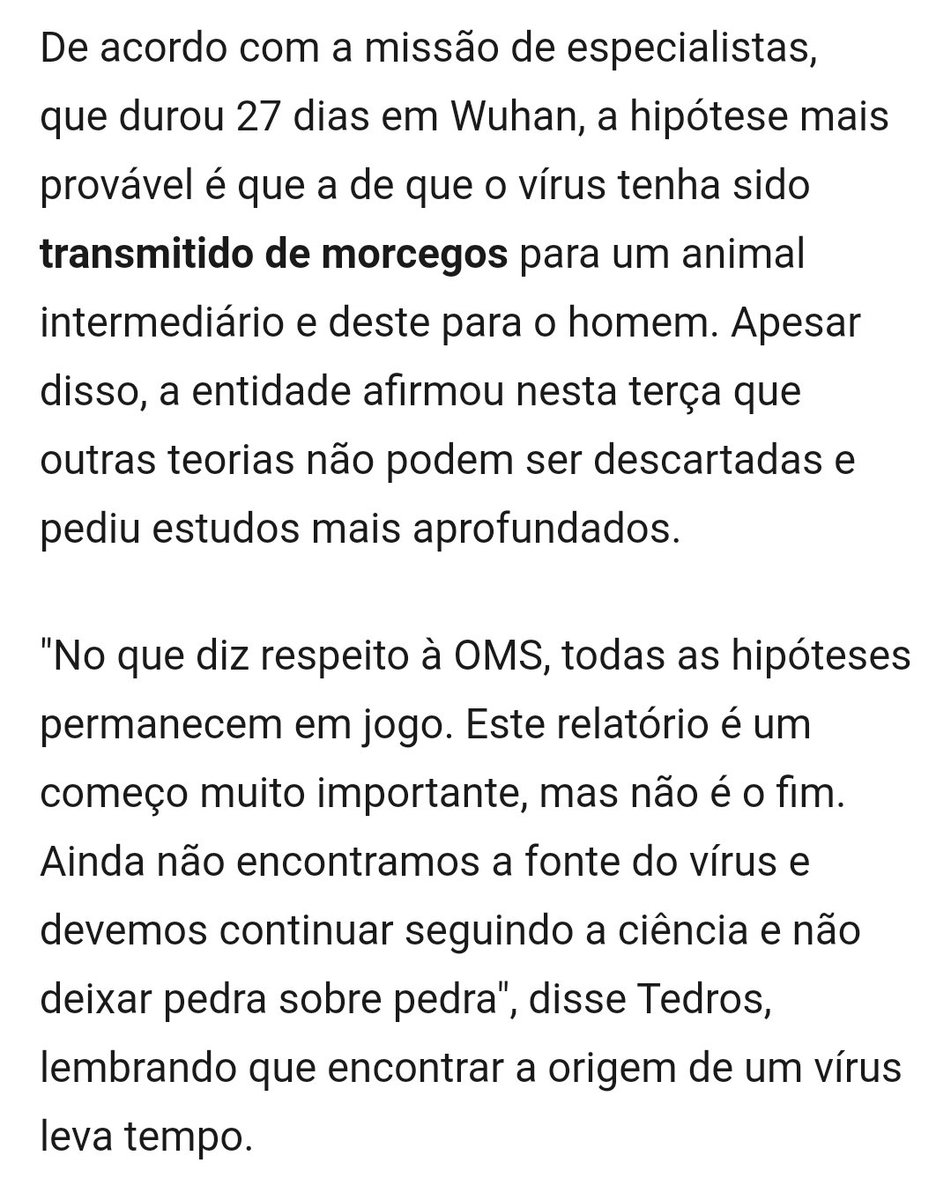 De acordo com a missão de especialistas,
que durou 27 dias em Wuhan, a hipótese mais
provável é que a de que o vírus tenha sido
transmitido de morcegos para um animal
intermediário e deste para o homem. Apesar
disso, a entidade afirmou nesta terça que
outras teorias não podem ser descartadas e
pediu estudos mais aprofundados.
"No que diz respeito à OMS, todas as hipóteses
permanecem em jogo. Este relatório é um
começo muito importante, mas não é o fim.
Ainda não encontramos a fonte do vírus e
devemos continuar seguindo a ciência e não
deixar pedra sobre pedra", disse Tedros,
lembrando que encontrar a origem de um vírus
leva tempo.